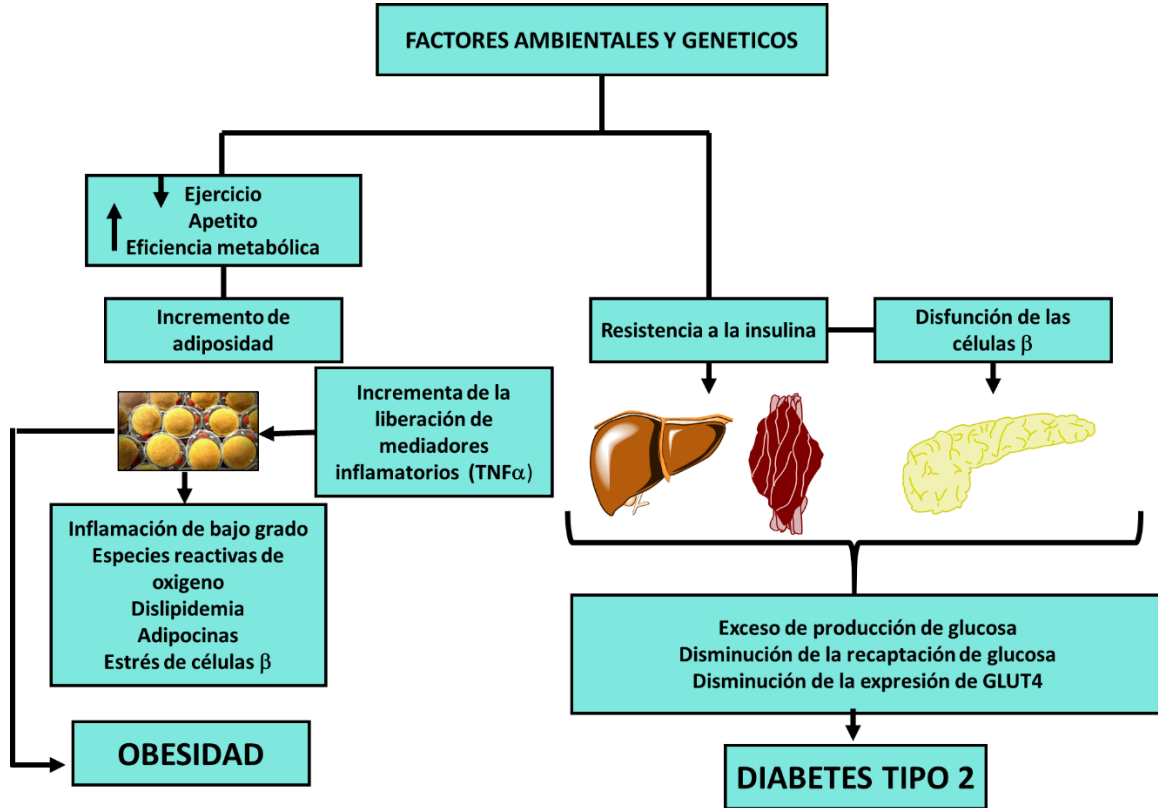 FACTORES AMBIENTALES Y GENETICOS
Ejercicio
Apetito
Eficiencia metabólica
Incremento de
adiposidad
Incrementa de la
liberación de
mediadores
inflamatorios (TNFα)
Inflamación de bajo grado
Especies reactivas de
oxigeno
Dislipidemia
Adipocinas
Estrés de células β
OBESIDAD
Resistencia a la insulina
Disfunción de las
células β
Exceso de producción de glucosa
Disminución de la recaptación de glucosa
Disminución de la expresión de GLUT4
DIABETES TIPO 2